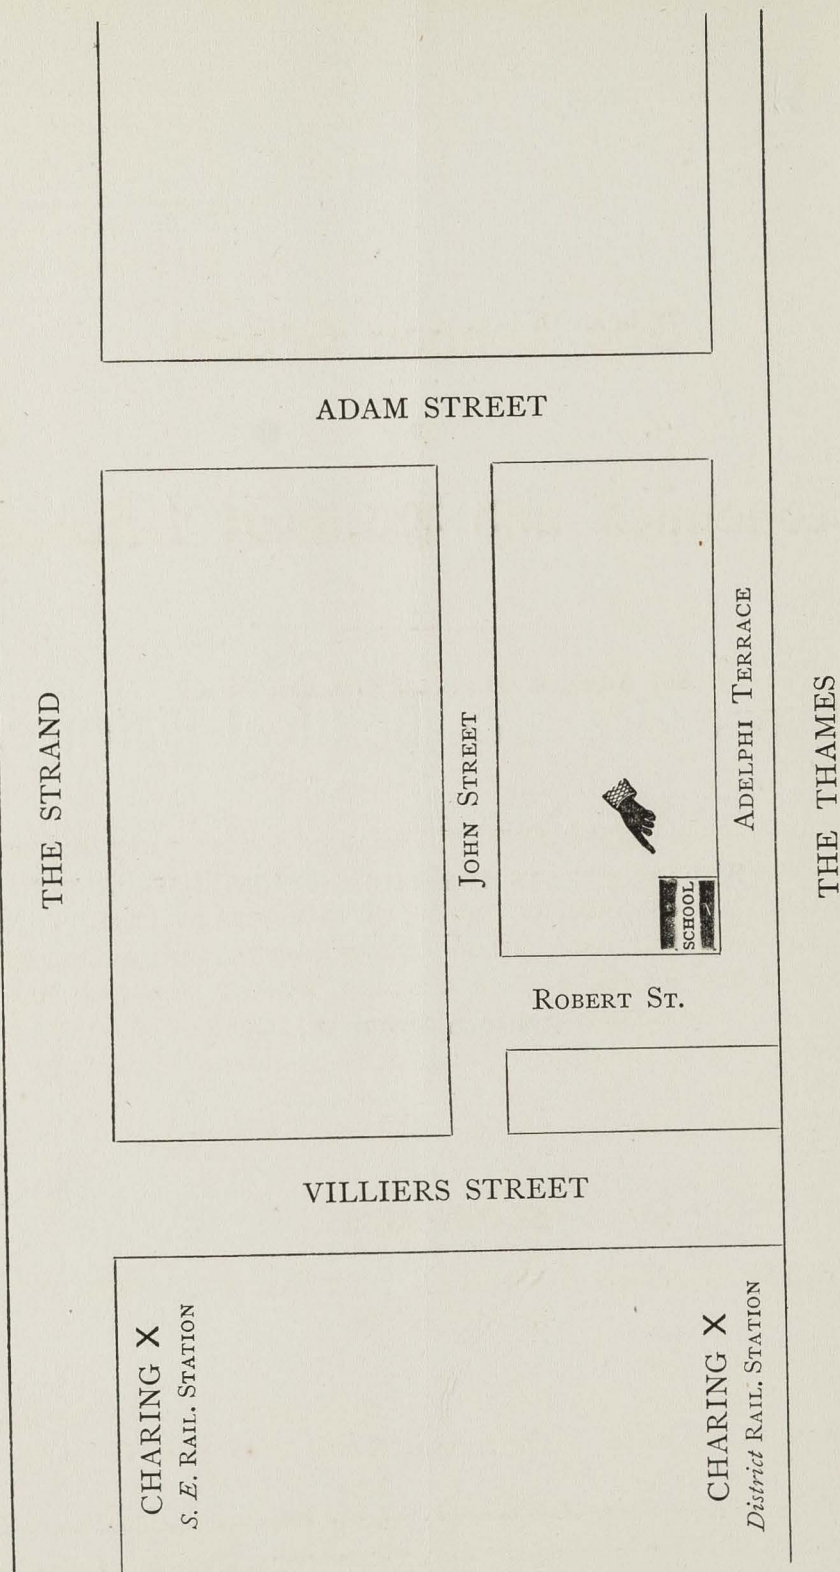 ADAM STREET
THE STRAND
JOHN STREET
ADELPHI TERRACE
THE THAMES
SCHOOL
ROBERT ST.
VILLIERS STREET
CHARING X
S. E. RAIL. STATION
CHARING X
District RAIL. STATION